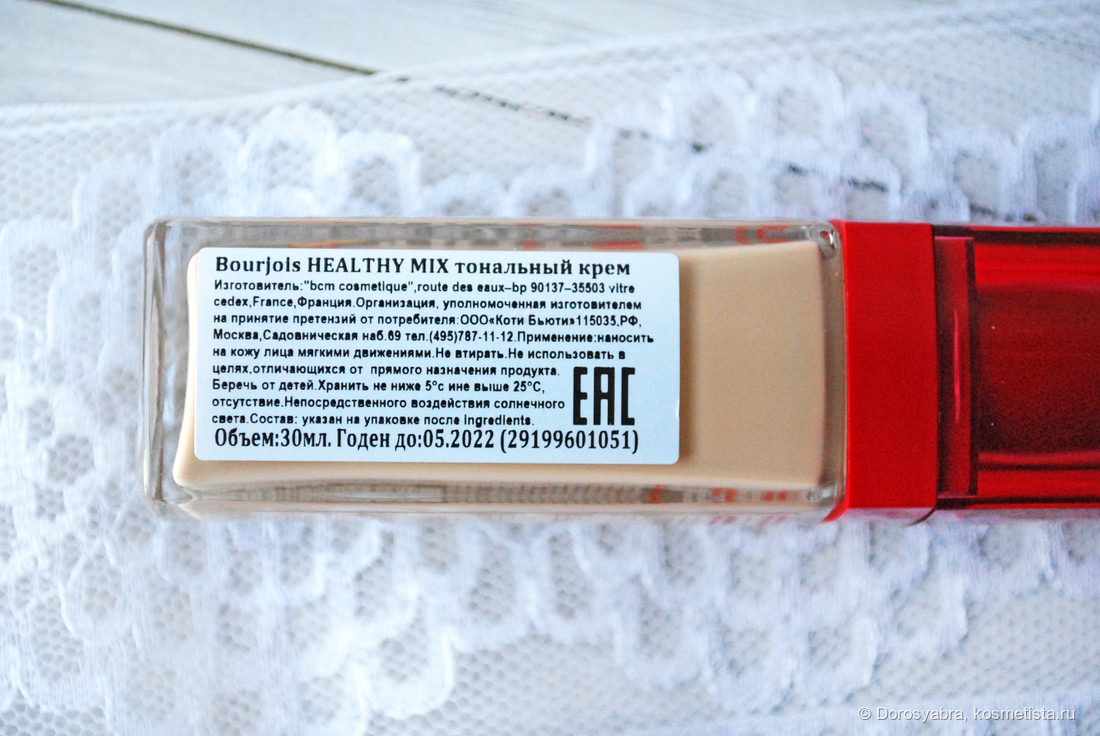 Bourjois HEALTHY MIX тональный крем
Изготовитель:"bcm cosmetique",route des eaux–bp 90137–35503 vitre
cedex,France,Франция.Организация, уполномоченная изготовителем
на принятие претензий от потребителя:ООО«Коти Бьюти»115035,РФ,
Москва,Садовническая наб.69 тел.(495)787-11-12.Применение:наносить
на кожу лица мягкими движениями.Не втирать.Не использовать в
целях,отличающихся от прямого назначения продукта.
Беречь от детей.Хранить не ниже 5°с ине выше 25°С,
отсутствие.Непосредственного воздействия солнечного
света.Состав: указан на упаковке после Ingredients.
EAC
Объем:30мл. Годен до:05.2022 (29199601051)
© Dorosyabra, kosmetista.ru